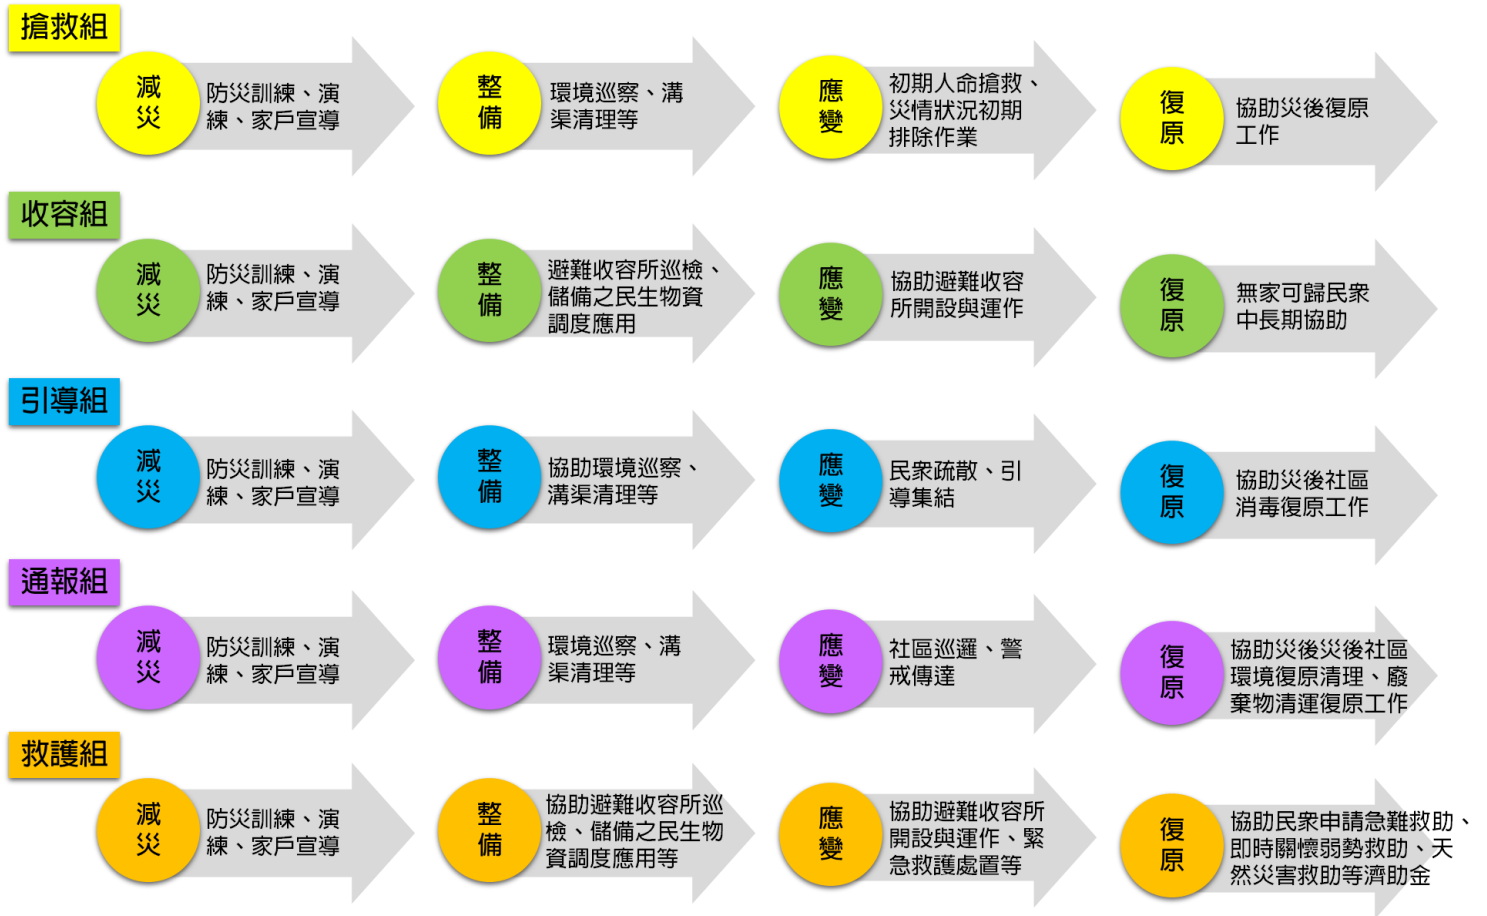 搶救組
減
災
防災訓練、演
練、家戶宣導
整
備
環境巡察、溝
渠清理等
應
變
初期人命搶救、
災情狀況初期
排除作業
復
原
協助災後復原
工作
收容組
減
災
防災訓練、演
練、家戶宣導
整
備
避難收容所巡檢、
儲備之民生物資
調度應用
應
變
協助避難收容
所開設與運作
復
原
無家可歸民衆
中長期協助
引導組
減
災
防災訓練、演
練、家戶宣導
整
備
協助環境巡察、
溝渠清理等
應
變
民衆疏散、引
導集結
復
原
協助災後社區
消毒復原工作
通報組
減
災
防災訓練、演
練、家戶宣導
整
備
環境巡察、溝
渠清理等
應
變
社區巡邏、警
戒傳達
復
原
協助災後災後社區
環境復原清理、廢
棄物清運復原工作
救護組
減
災
防災訓練、演
練、家戶宣導
整
備
協助避難收容所巡
檢、儲備之民生物
資調度應用等
應
變
協助避難收容所
開設與運作、緊
急救護處置等
復
原
協助民衆申請急難救助、
即時關懷弱勢救助、天
然災害救助等濟助金